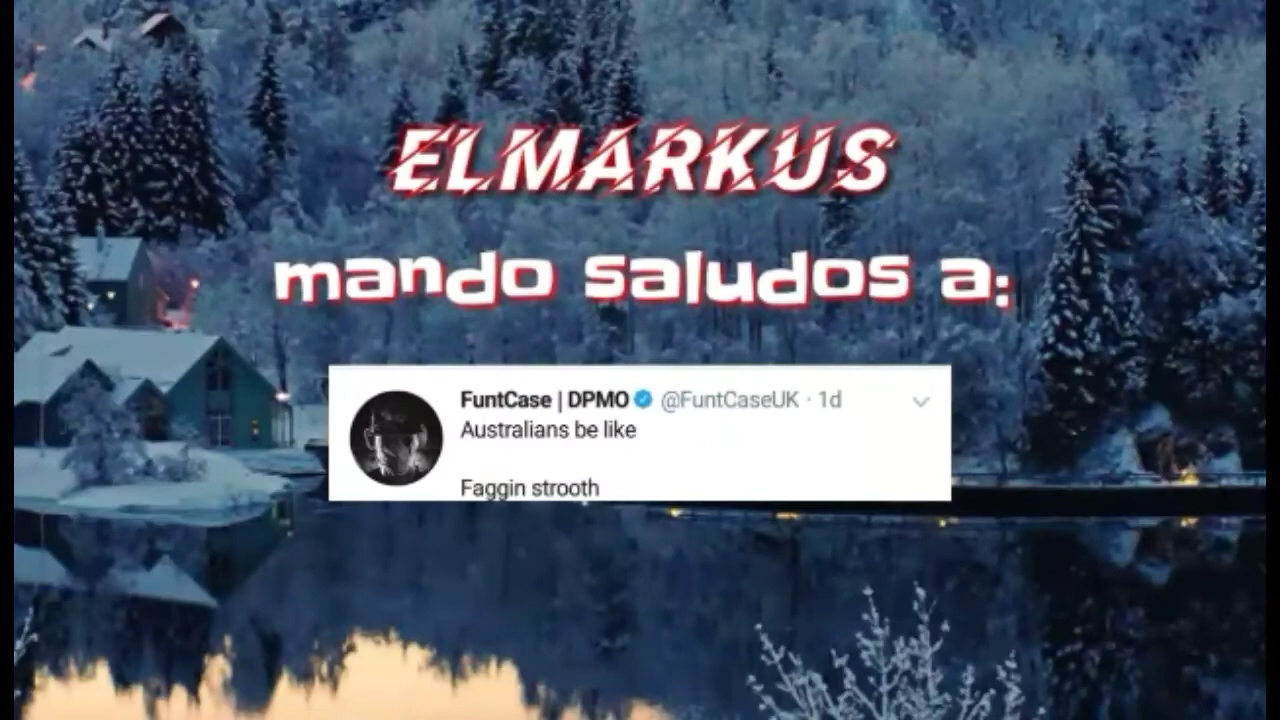 ELMARKUS
mando saludos a:
FuntCase | DPMO @FuntCaseUK · 1d
Australians be like
Faggin strooth